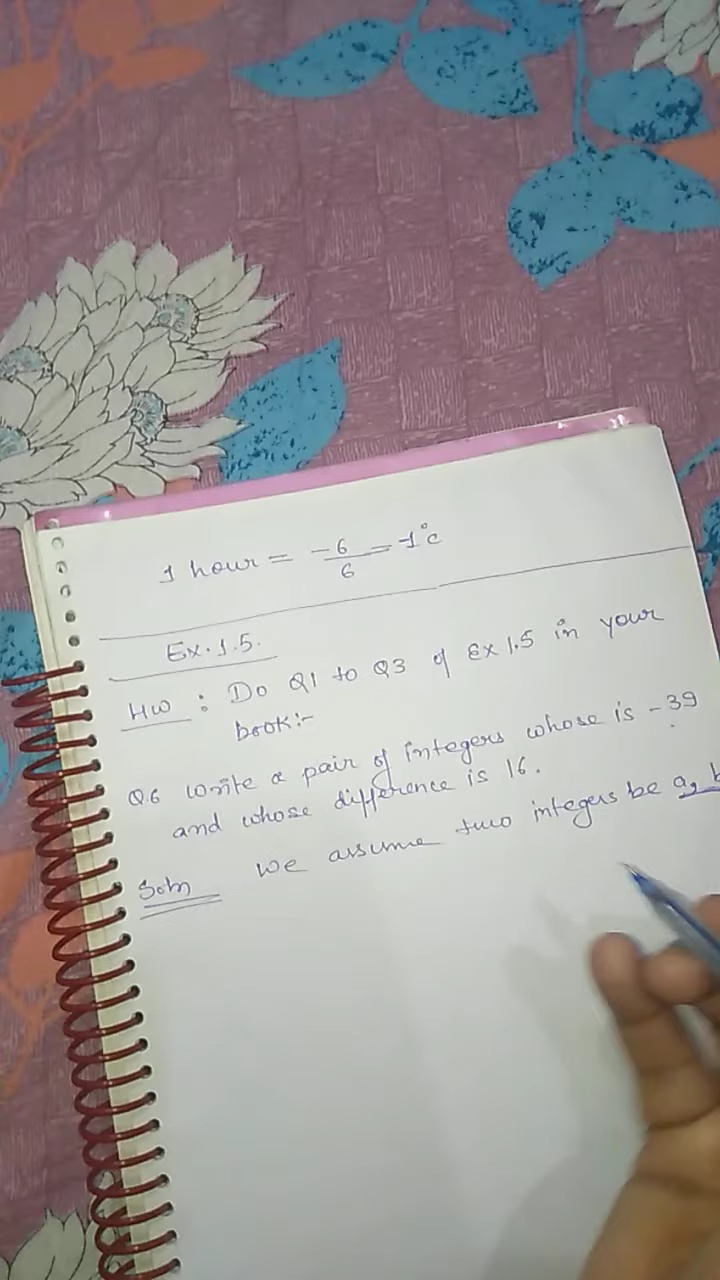 1 hour = -6/6 = -1°c
Ex. 1.5.
HW : Do Q1 to Q3 of Ex 1.5 in your
book:-
Q6 Write a pair of integers whose is -39
and whose difference is 16.
Soln We assume two integers be a, b